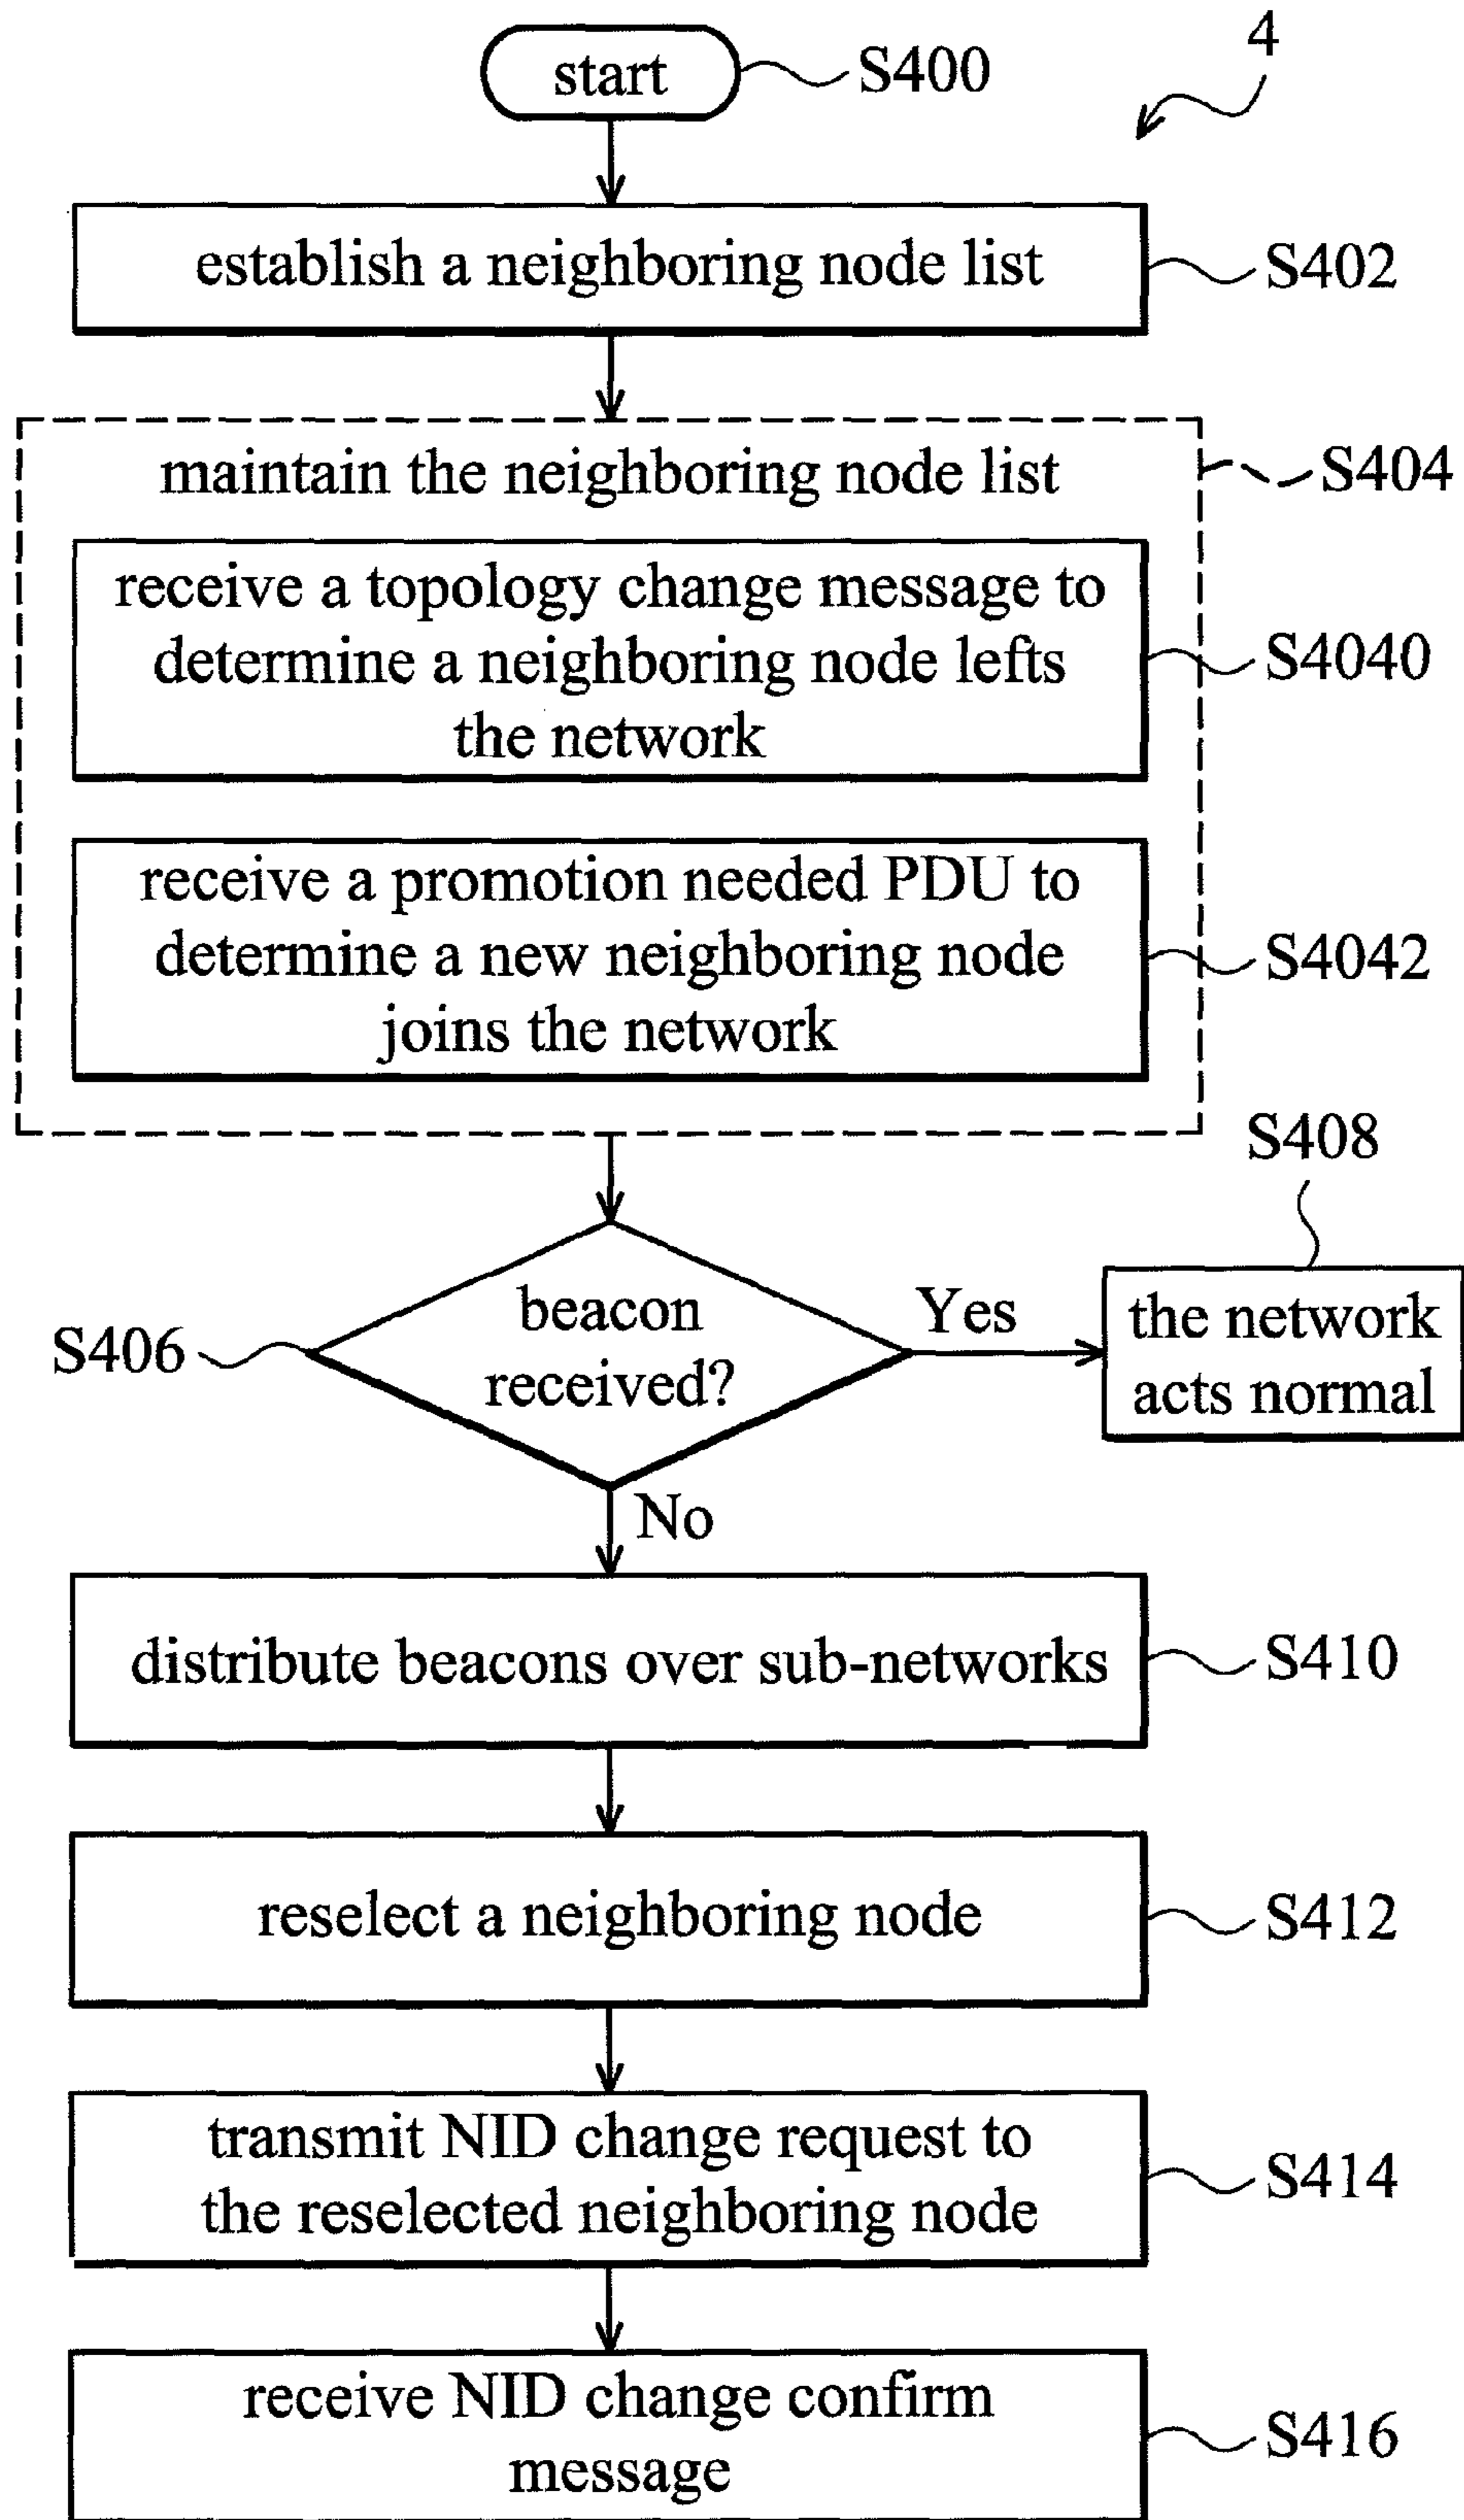 4
start
S400
establish a neighboring node list
S402
maintain the neighboring node list
S404
receive a topology change message to
determine a neighboring node lefts
the network
S4040
receive a promotion needed PDU to
determine a new neighboring node
joins the network
S4042
S408
beacon
received?
S406
Yes
the network
acts normal
No
distribute beacons over sub-networks
S410
reselect a neighboring node
S412
transmit NID change request to
the reselected neighboring node
S414
receive NID change confirm
message
S416